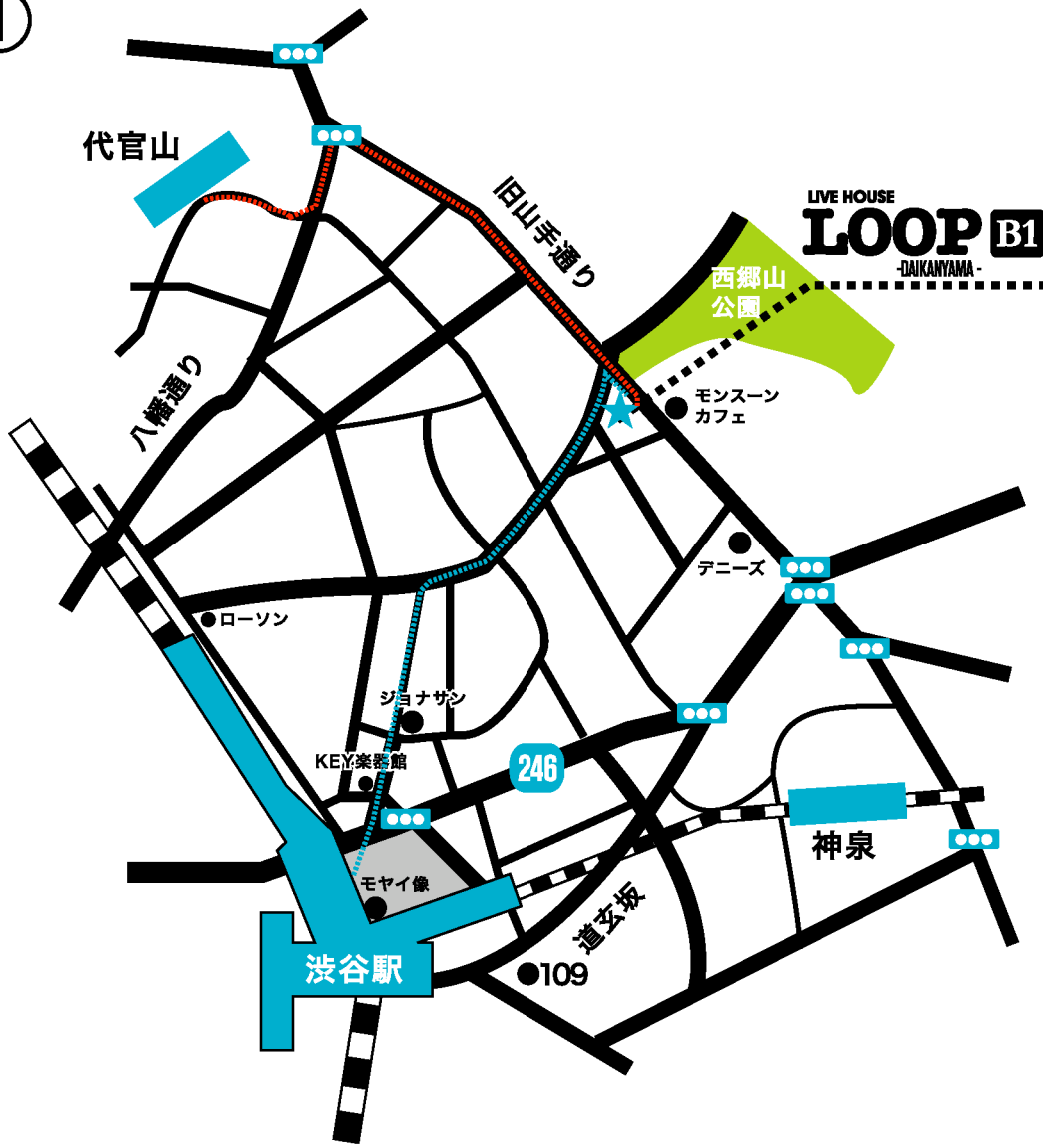 代官山
旧山手通り
LIVE HOUSE
LOOP B1
-DAIKANYAMA-
西郷山
公園
八幡通り
モンスーン
カフェ
デニーズ
ローソン
ジョナサン
KEY楽器館
246
神泉
モヤイ像
道玄坂
渋谷駅
109